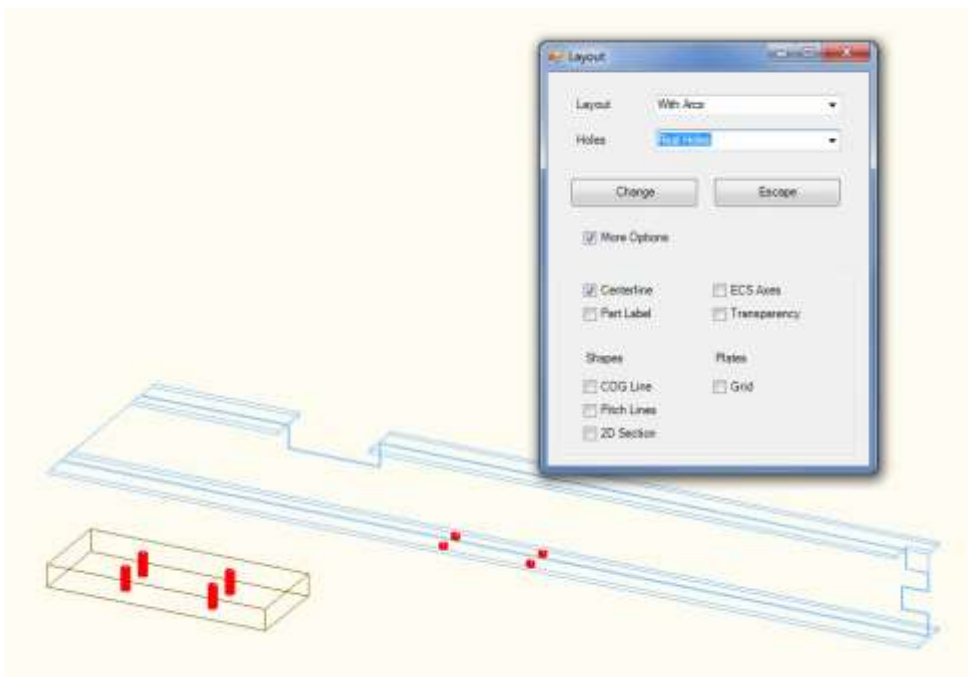 Layout
Layout With Arcs
Holes Real Holes
Change Escape
More Options
Centerline ECS Axes
Part Label Transparency
Shapes Plates
COG Line Grid
Pitch Lines
2D Section